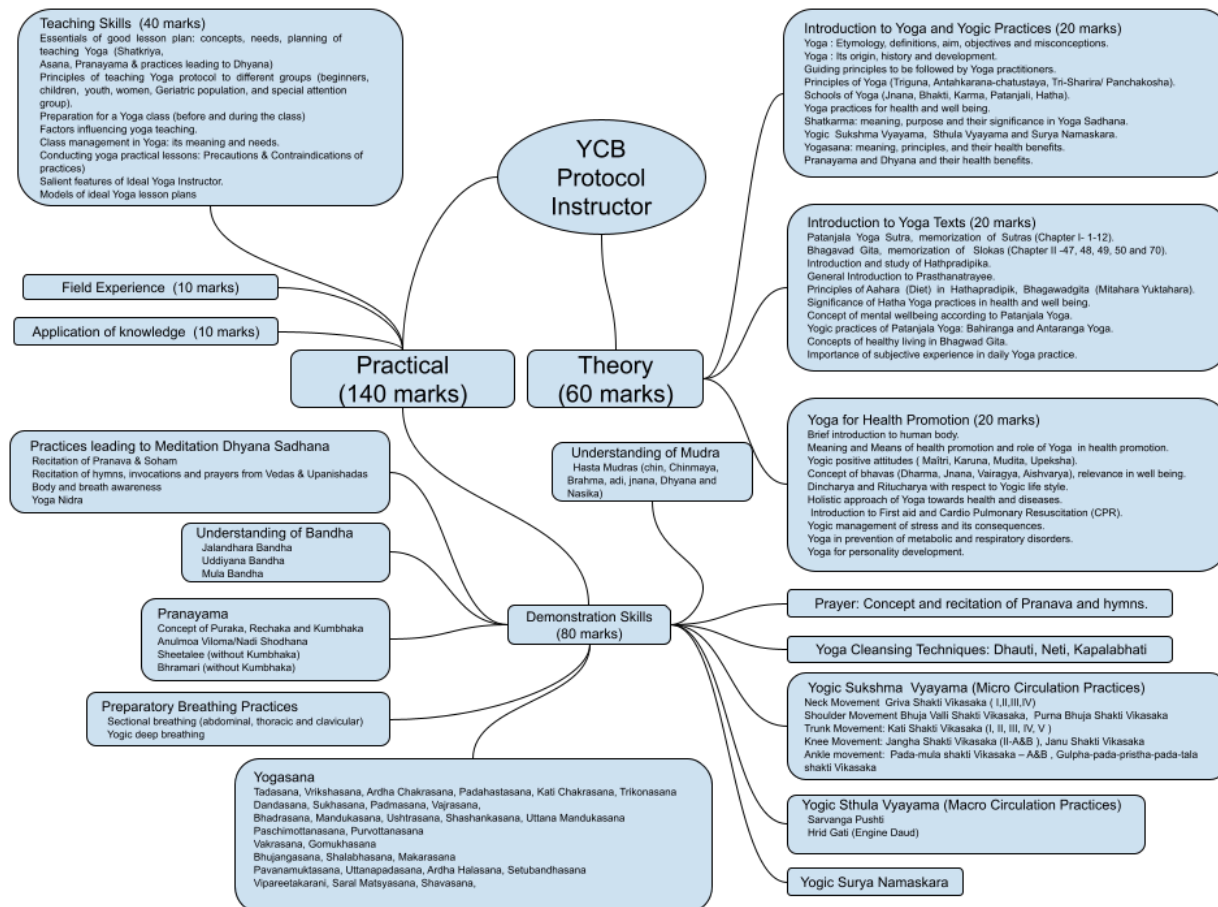 Teaching Skills (40 marks)
Essentials of good lesson plan: concepts, needs, planning of
teaching Yoga (Shatkriya,
Asana, Pranayama & practices leading to Dhyana)
Principles of teaching Yoga protocol to different groups (beginners,
children, youth, women, Geriatric population, and special attention
group).
Preparation for a Yoga class (before and during the class)
Factors influencing yoga teaching.
Class management in Yoga: its meaning and needs.
Conducting yoga practical lessons: Precautions & Contraindications of
practices)
Salient features of Ideal Yoga Instructor.
Models of ideal Yoga lesson plans
Field Experience (10 marks)
Application of knowledge (10 marks)
YCB
Protocol
Instructor
Practical
(140 marks)
Theory
(60 marks)
Introduction to Yoga and Yogic Practices (20 marks)
Yoga : Etymology, definitions, aim, objectives and misconceptions.
Yoga : Its origin, history and development.
Guiding principles to be followed by Yoga practitioners.
Principles of Yoga (Triguna, Antahkarana-chatustaya, Tri-Sharira/ Panchakosha).
Schools of Yoga (Jnana, Bhakti, Karma, Patanjali, Hatha).
Yoga practices for health and well being.
Shatkarma: meaning, purpose and their significance in Yoga Sadhana.
Yogic Sukshma Vyayama, Sthula Vyayama and Surya Namaskara.
Yogasana: meaning, principles, and their health benefits.
Pranayama and Dhyana and their health benefits.
Introduction to Yoga Texts (20 marks)
Patanjala Yoga Sutra, memorization of Sutras (Chapter I- 1-12).
Bhagavad Gita, memorization of Slokas (Chapter II -47, 48, 49, 50 and 70).
Introduction and study of Hathpradipika.
General Introduction to Prasthanatrayee.
Principles of Aahara (Diet) in Hathapradipik, Bhagawadgita (Mitahara Yuktahara).
Significance of Hatha Yoga practices in health and well being.
Concept of mental wellbeing according to Patanjala Yoga.
Yogic practices of Patanjala Yoga: Bahiranga and Antaranga Yoga.
Concepts of healthy living in Bhagwad Gita.
Importance of subjective experience in daily Yoga practice.
Yoga for Health Promotion (20 marks)
Brief introduction to human body.
Meaning and Means of health promotion and role of Yoga in health promotion.
Yogic positive attitudes ( Maîtri, Karuna, Mudita, Upeksha).
Concept of bhavas (Dharma, Jnana, Vairagya, Aishvarya), relevance in well being.
Dincharya and Ritucharya with respect to Yogic life style.
Holistic approach of Yoga towards health and diseases.
Introduction to First aid and Cardio Pulmonary Resuscitation (CPR).
Yogic management of stress and its consequences.
Yoga in prevention of metabolic and respiratory disorders.
Yoga for personality development.
Practices leading to Meditation Dhyana Sadhana
Recitation of Pranava & Soham
Recitation of hymns, invocations and prayers from Vedas & Upanishadas
Body and breath awareness
Yoga Nidra
Understanding of Bandha
Jalandhara Bandha
Uddiyana Bandha
Mula Bandha
Pranayama
Concept of Puraka, Rechaka and Kumbhaka
Anulmoa Viloma/Nadi Shodhana
Sheetalee (without Kumbhaka)
Bhramari (without Kumbhaka)
Preparatory Breathing Practices
Sectional breathing (abdominal, thoracic and clavicular)
Yogic deep breathing
Yogasana
Tadasana, Vrikshasana, Ardha Chakrasana, Padahastasana, Kati Chakrasana, Trikonasana
Dandasana, Sukhasana, Padmasana, Vajrasana,
Bhadrasana, Mandukasana, Ushtrasana, Shashankasana, Uttana Mandukasana
Paschimottanasana, Purvottanasana
Vakrasana, Gomukhasana
Bhujangasana, Shalabhasana, Makarasana
Pavanamuktasana, Uttanapadasana, Ardha Halasana, Setubandhasana
Vipareetakarani, Saral Matsyasana, Shavasana,
Understanding of Mudra
Hasta Mudras (chin, Chinmaya,
Brahma, adi, jnana, Dhyana and
Nasika)
Demonstration Skills
(80 marks)
Prayer: Concept and recitation of Pranava and hymns.
Yoga Cleansing Techniques: Dhauti, Neti, Kapalabhati
Yogic Sukshma Vyayama (Micro Circulation Practices)
Neck Movement Griva Shakti Vikasaka ( I,II,III,IV)
Shoulder Movement Bhuja Valli Shakti Vikasaka, Purna Bhuja Shakti Vikasaka
Trunk Movement: Kati Shakti Vikasaka (I, II, III, IV, V )
Knee Movement: Jangha Shakti Vikasaka (II-A&B ), Janu Shakti Vikasaka
Ankle movement: Pada-mula shakti Vikasaka – A&B , Gulpha-pada-pristha-pada-tala
shakti Vikasaka
Yogic Sthula Vyayama (Macro Circulation Practices)
Sarvanga Pushti
Hrid Gati (Engine Daud)
Yogic Surya Namaskara